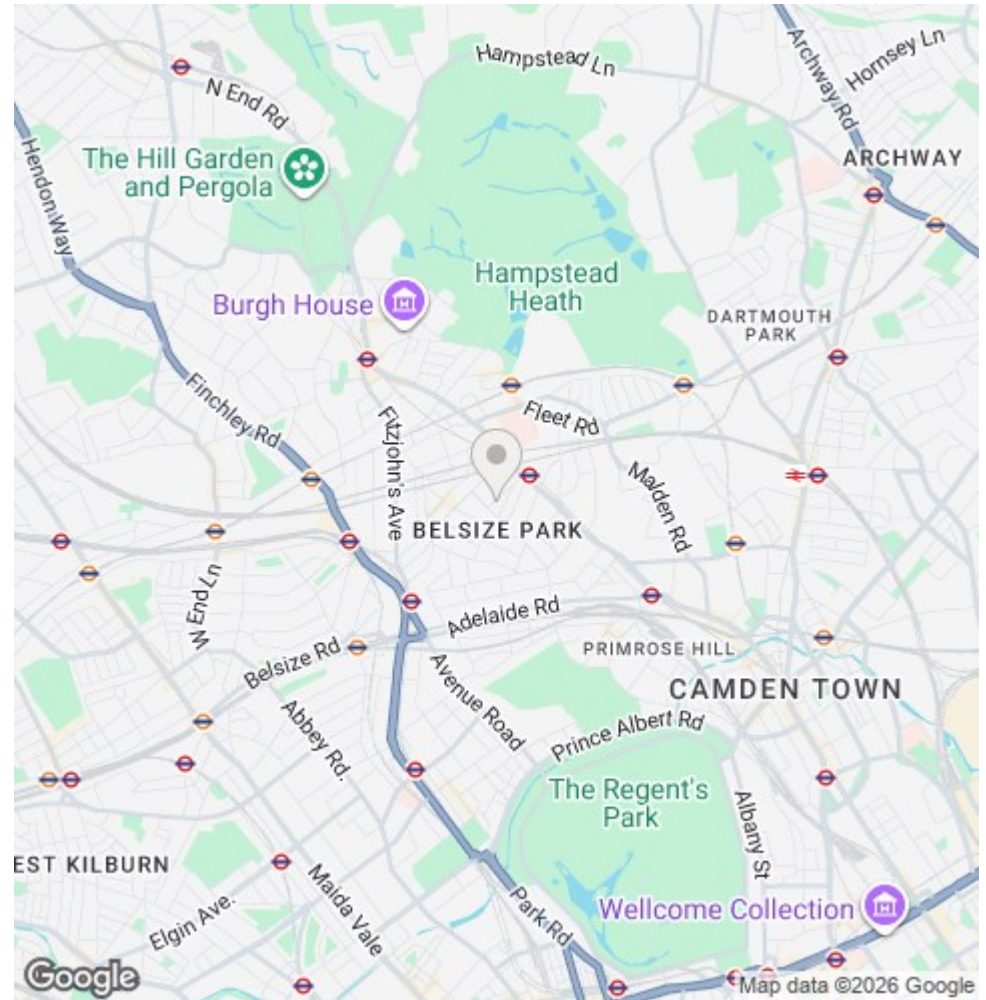 Hampstead Ln
Hornsey Ln
Archway Rd
N End Rd
Hendon Way
The Hill Garden
and Pergola
ARCHWAY
Hampstead
Heath
Burgh House
DARTMOUTH
PARK
Finchley Rd
Fitzjohn's Ave
Fleet Rd
Malden Rd
BELSIZE PARK
W End Ln
Adelaide Rd
Belsize Rd
PRIMROSE HILL
CAMDEN TOWN
Avenue Road
Abbey Rd.
Prince Albert Rd
The Regent's
Park
Albany St
EST KILBURN
Maida Vale
Elgin Ave.
Park Rd
Wellcome Collection
Google
Map data ©2026 Google